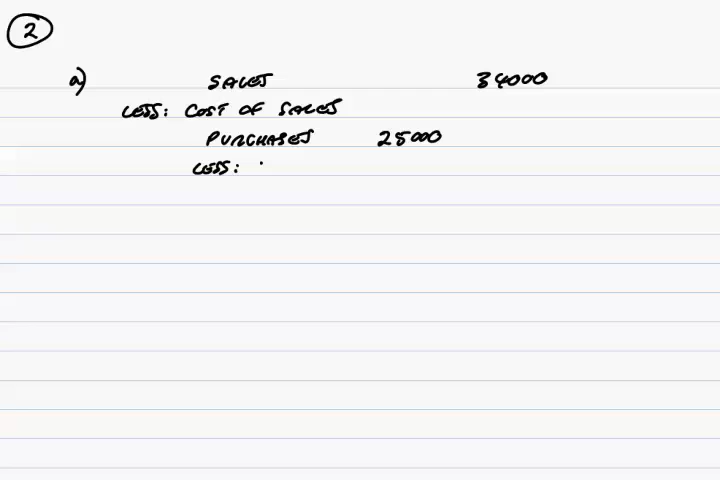 2
a) SALES 34000
LESS: COST OF SALES
PURCHASES 25000
LESS: